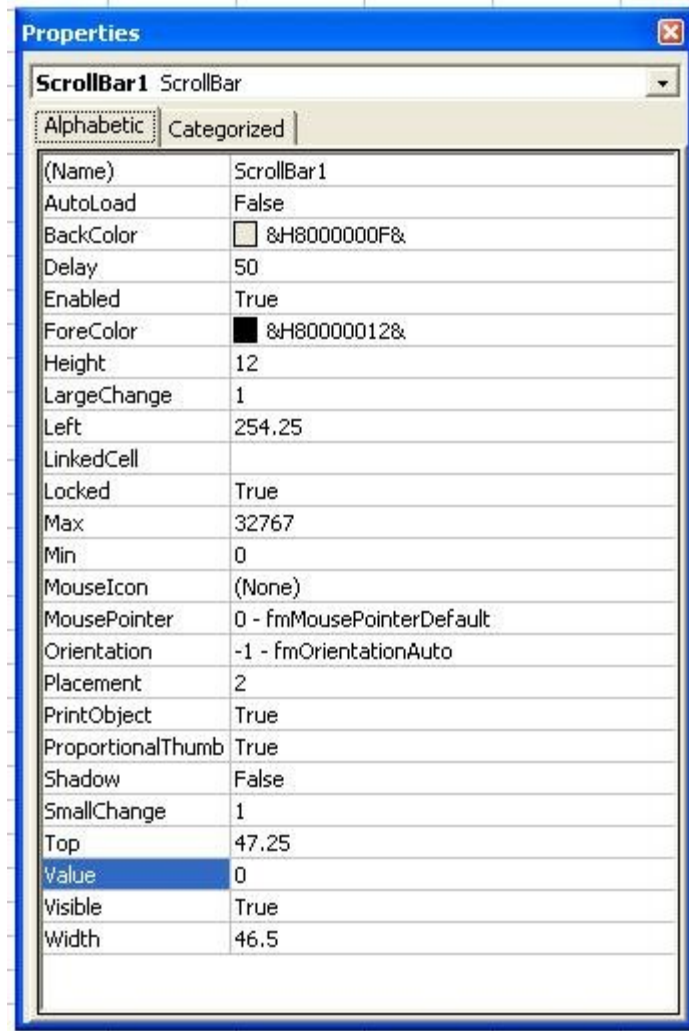 Properties
ScrollBar1 ScrollBar
Alphabetic Categorized
(Name) ScrollBar1
AutoLoad False
BackColor &H8000000F&
Delay 50
Enabled True
ForeColor &H80000012&
Height 12
LargeChange 1
Left 254.25
LinkedCell
Locked True
Max 32767
Min 0
MouseIcon (None)
MousePointer 0 - fmMousePointerDefault
Orientation -1 - fmOrientationAuto
Placement 2
PrintObject True
ProportionalThumb True
Shadow False
SmallChange 1
Top 47.25
Value 0
Visible True
Width 46.5